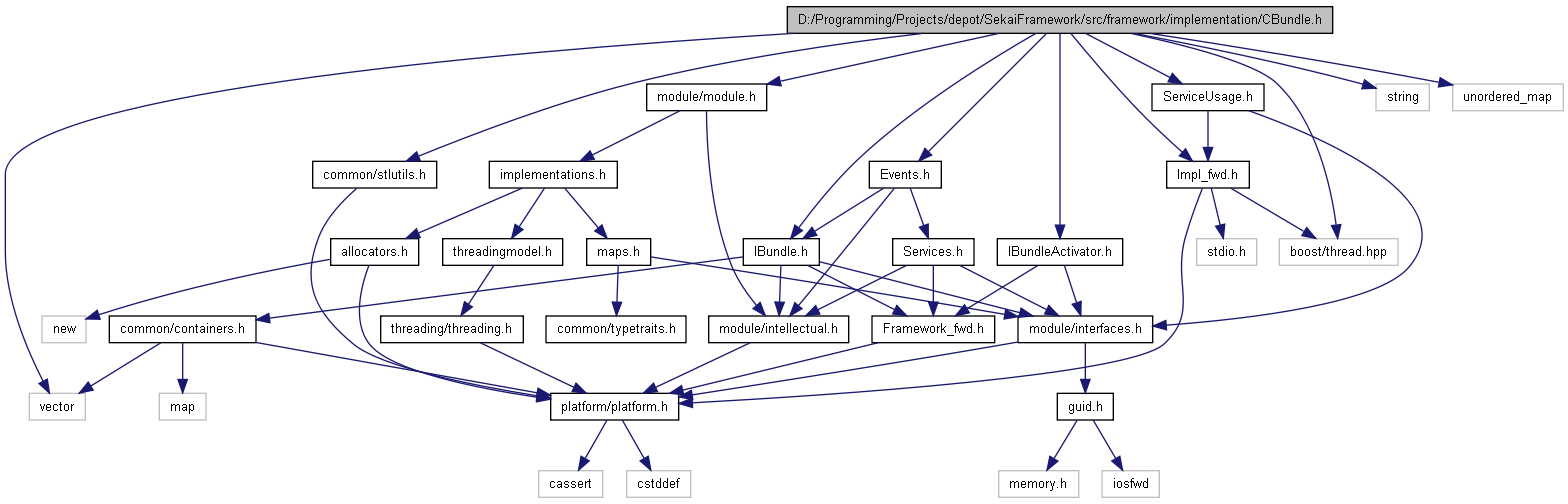 D:/Programming/Projects/depot/SekaiFramework/src/framework/implementation/CBundle.h
module/module.h
ServiceUsage.h
string
unordered_map
common/stlutils.h
implementations.h
Events.h
Impl_fwd.h
allocators.h
threadingmodel.h
maps.h
IBundle.h
Services.h
IBundleActivator.h
stdio.h
boost/thread.hpp
new
common/containers.h
threading/threading.h
common/typetraits.h
module/intellectual.h
Framework_fwd.h
module/interfaces.h
vector
map
platform/platform.h
guid.h
cassert
cstddef
memory.h
iosfwd